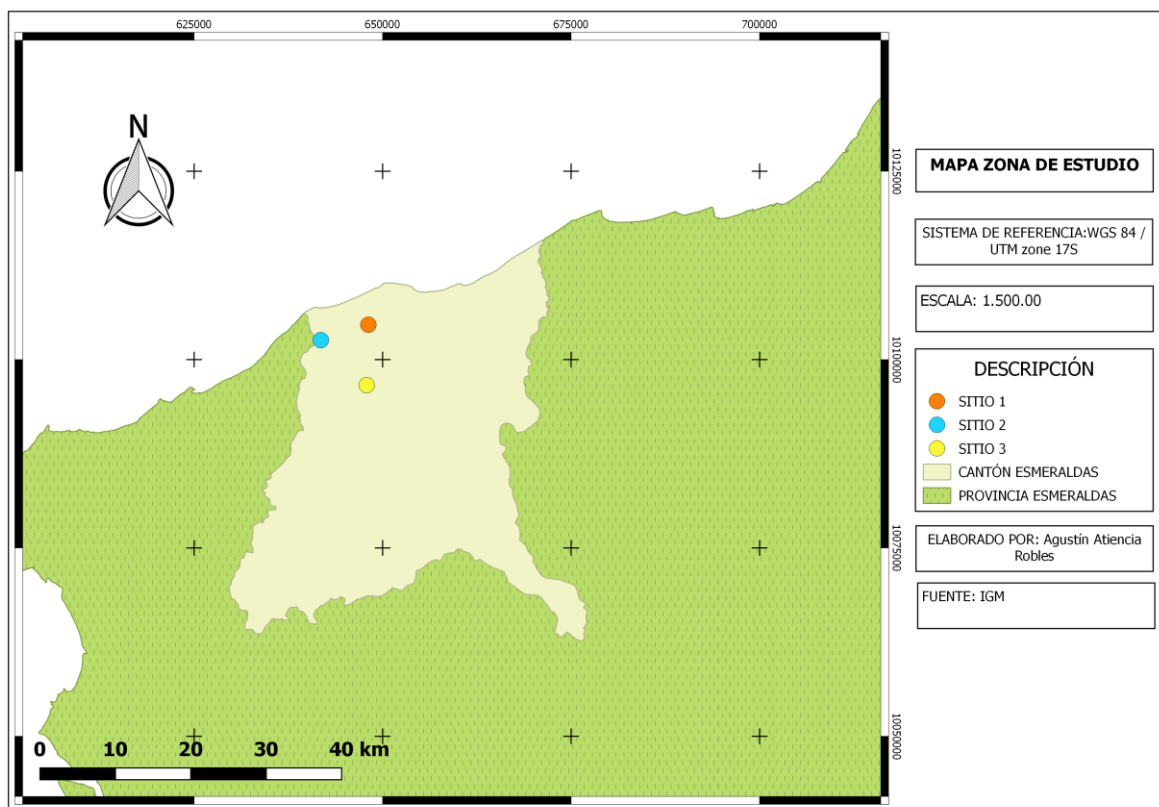 625000
650000
675000
700000
N
10125000
10100000
10075000
10050000
0 10 20 30 40 km
MAPA ZONA DE ESTUDIO
SISTEMA DE REFERENCIA:WGS 84 /
UTM zone 17S
ESCALA: 1.500.00
DESCRIPCIÓN
SITIO 1
SITIO 2
SITIO 3
CANTÓN ESMERALDAS
PROVINCIA ESMERALDAS
ELABORADO POR: Agustín Atiencia
Robles
FUENTE: IGM